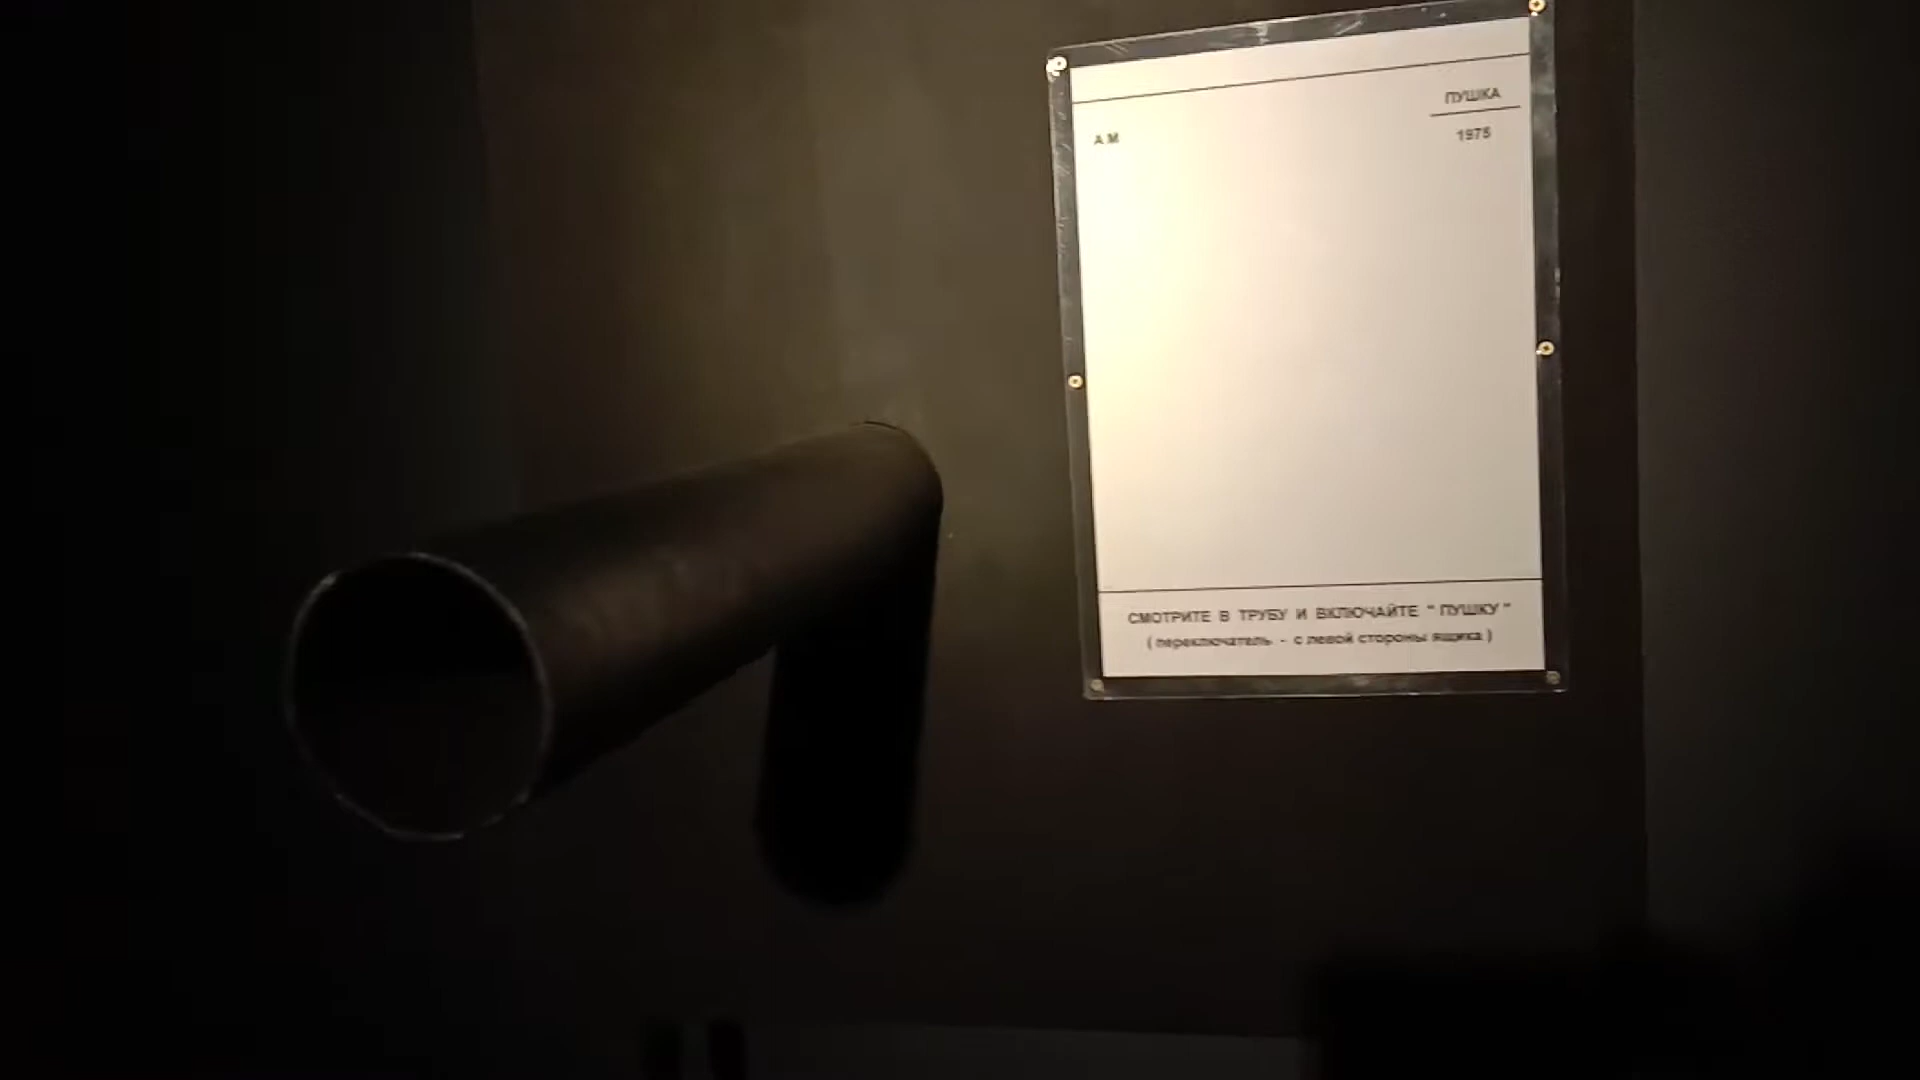 ПУШКА
А М
1975
СМОТРИТЕ В ТРУБУ И ВКЛЮЧАЙТЕ " ПУШКУ "
( переключатель - с левой стороны ящика )